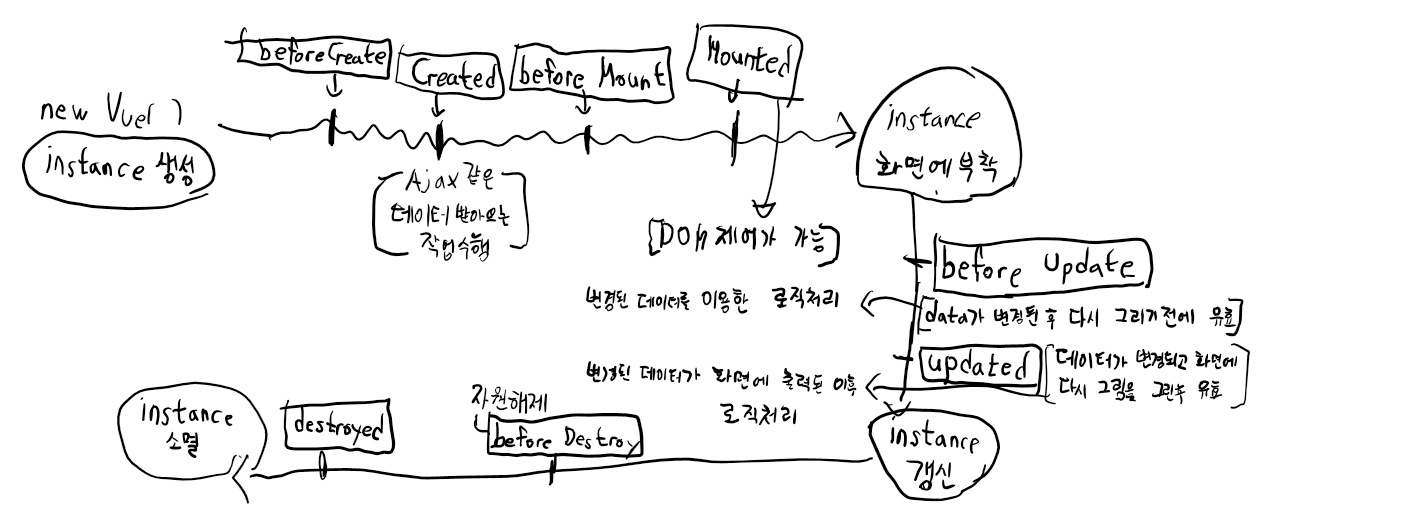 beforeCreate
Created
before Mount
Mounted
new Vue( )
instance 생성
Ajax 같은
데이터 받아오는
작업수행
[DOM 제어가 가능]
instance
화면에 부착
before Update
[data가 변경된 후 다시 그리기전에 유효]
변경된 데이터를 이용한 로직처리
updated
데이터가 변경되고 화면에
다시 그림을 그린후 유효
변경된 데이터가 화면에 출력된 이후
로직처리
instance
갱신
자원해제
before Destroy
destroyed
instance
소멸